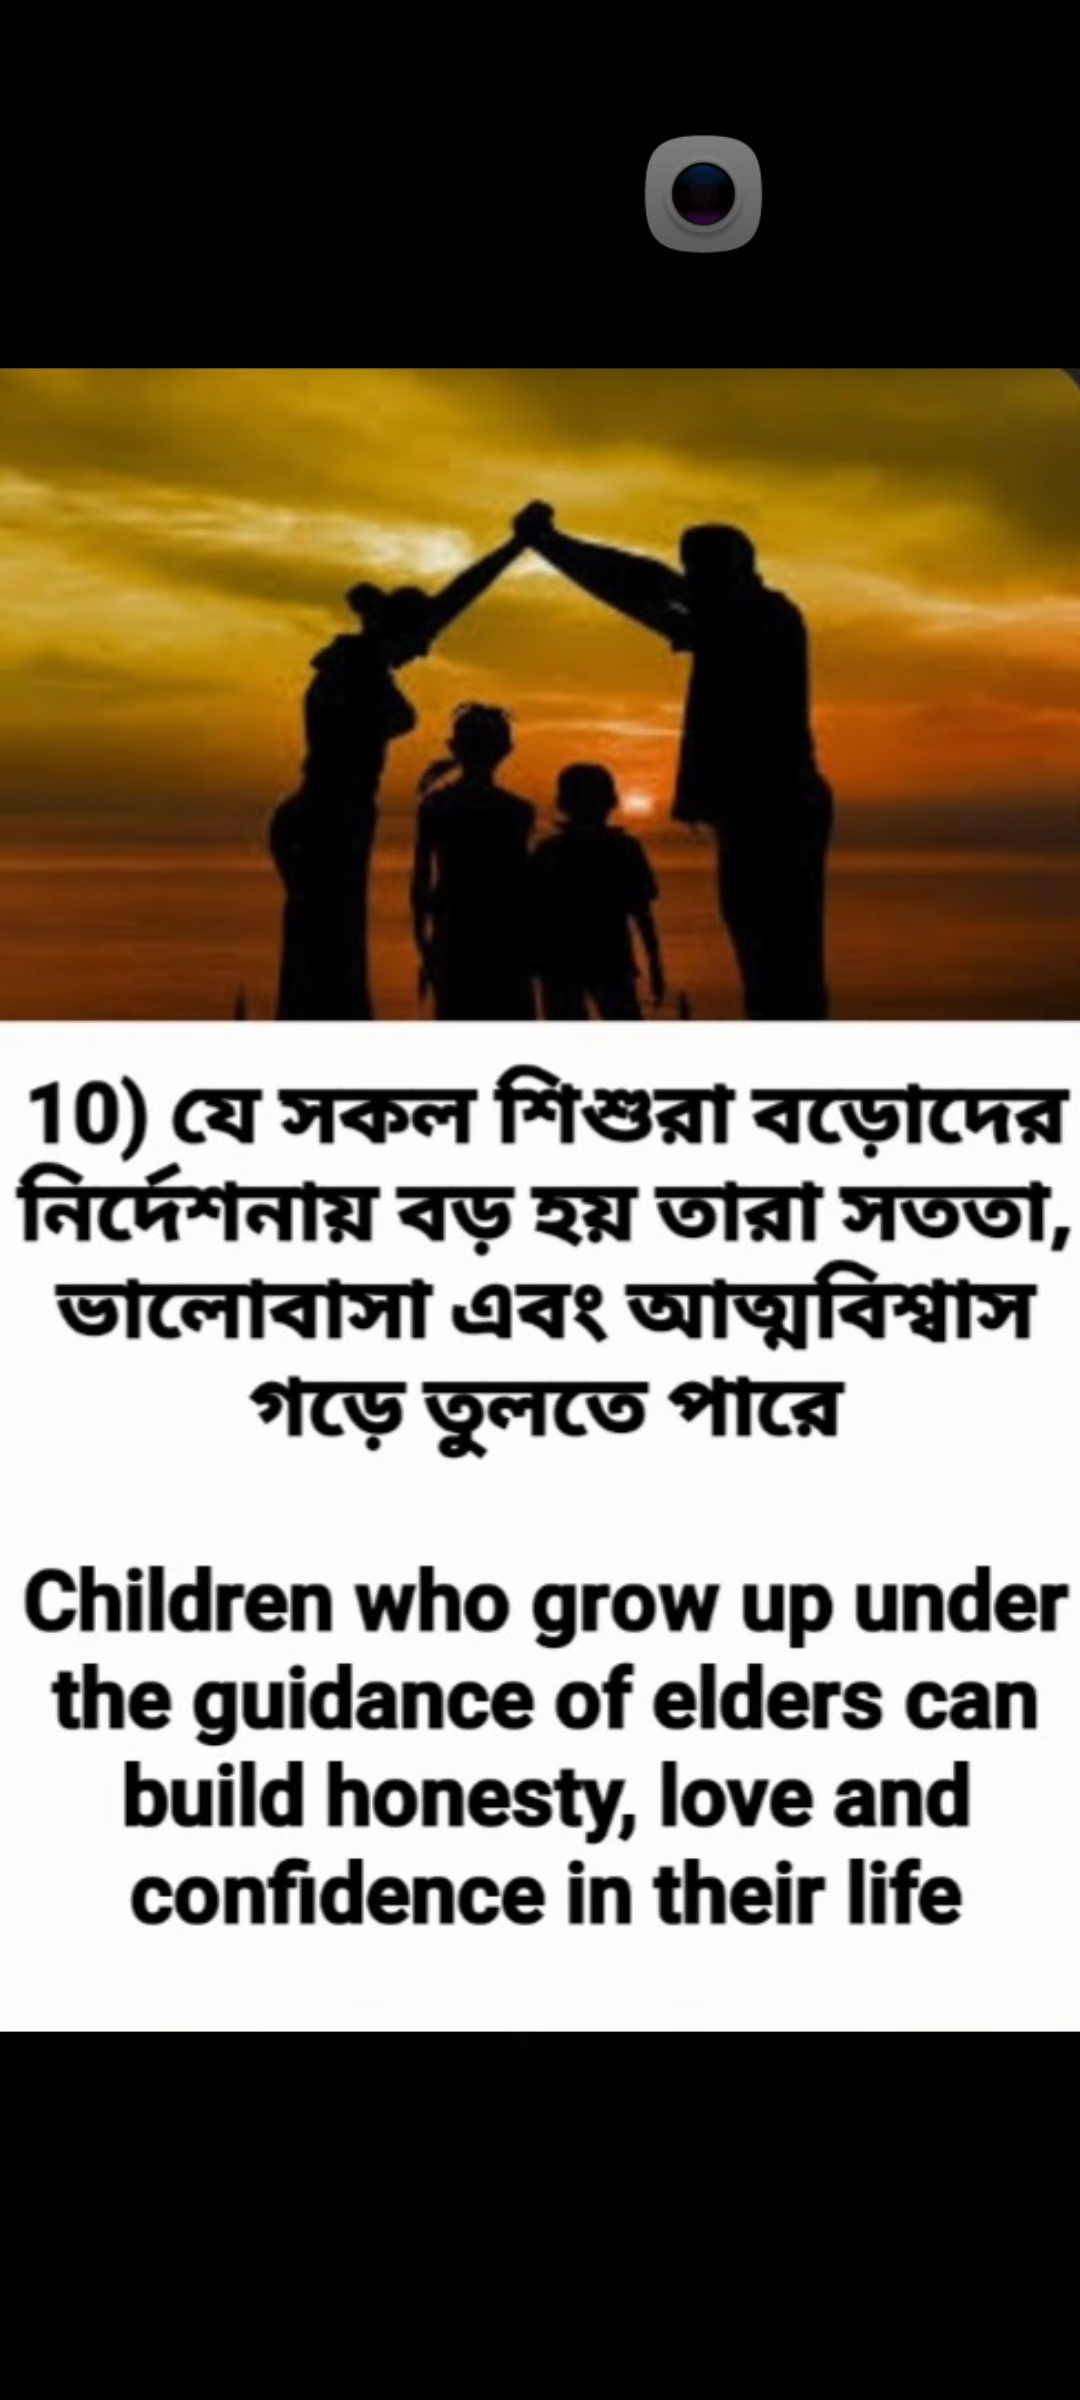 10) যে সকল শিশুরা বড়োদের
নির্দেশনায় বড় হয় তারা সততা,
ভালোবাসা এবং আত্মবিশ্বাস
গড়ে তুলতে পারে
Children who grow up under
the guidance of elders can
build honesty, love and
confidence in their life